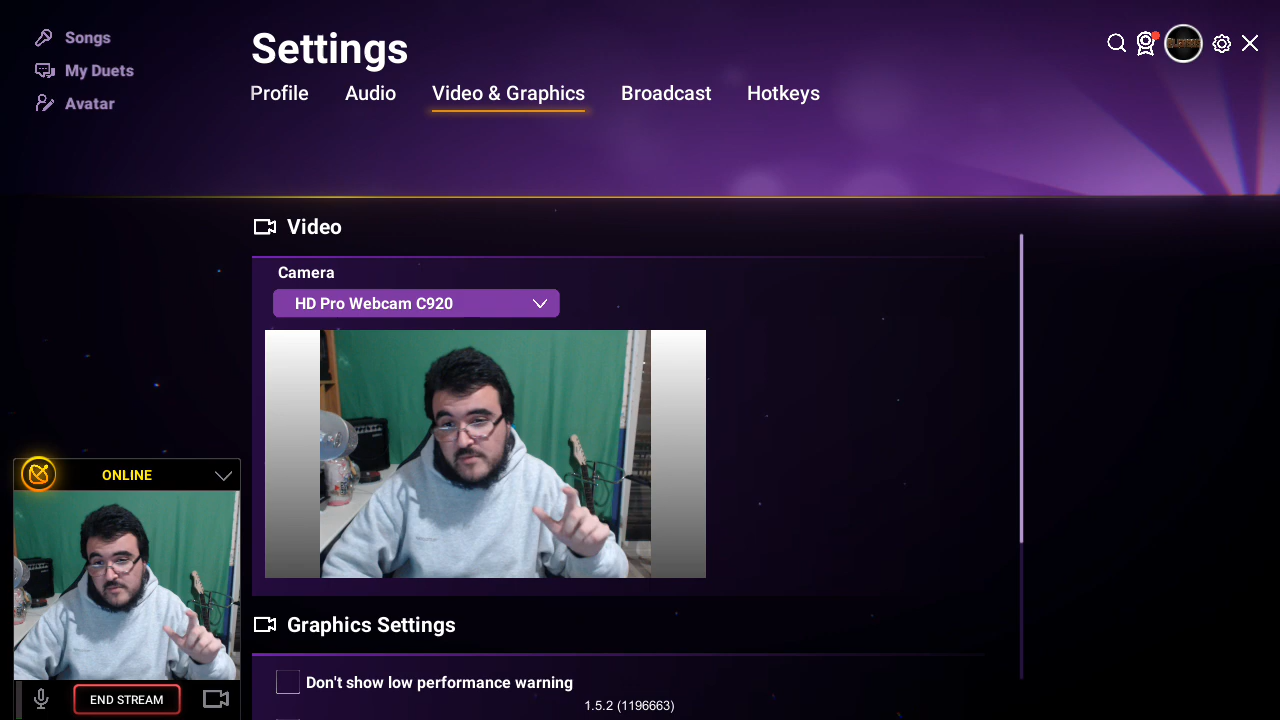 Songs
My Duets
Avatar
Settings
Profile
Audio
Video & Graphics
Broadcast
Hotkeys
Video
Camera
HD Pro Webcam C920
ONLINE
END STREAM
Graphics Settings
Don't show low performance warning
1.5.2 (1196663)